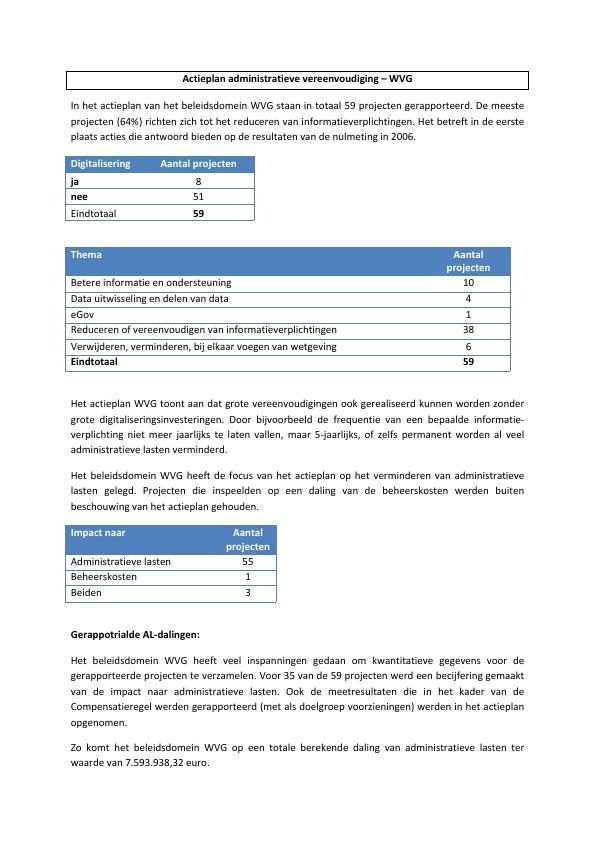 Actieplan administratieve vereenvoudiging – WVG
In het actieplan van het beleidsdomein WVG staan in totaal 59 projecten gerapporteerd. De meeste
projecten (64%) richten zich tot het reduceren van informatieverplichtingen. Het betreft in de eerste
plaats acties die antwoord bieden op de resultaten van de nulmeting in 2006.
Digitalisering Aantal projecten
ja 8
nee 51
Eindtotaal 59
Thema Aantal
projecten
Betere informatie en ondersteuning 10
Data uitwisseling en delen van data 4
eGov 1
Reduceren of vereenvoudigen van informatieverplichtingen 38
Verwijderen, verminderen, bij elkaar voegen van wetgeving 6
Eindtotaal 59
Het actieplan WVG toont aan dat grote vereenvoudigingen ook gerealiseerd kunnen worden zonder
grote digitaliseringsinvesteringen. Door bijvoorbeeld de frequentie van een bepaalde informatie-
verplichting niet meer jaarlijks te laten vallen, maar 5-jaarlijks, of zelfs permanent worden al veel
administratieve lasten verminderd.
Het beleidsdomein WVG heeft de focus van het actieplan op het verminderen van administratieve
lasten gelegd. Projecten die inspeelden op een daling van de beheerskosten werden buiten
beschouwing van het actieplan gehouden.
Impact naar Aantal
projecten
Administratieve lasten 55
Beheerskosten 1
Beiden 3
Gerappotrialde AL-dalingen:
Het beleidsdomein WVG heeft veel inspanningen gedaan om kwantitatieve gegevens voor de
gerapporteerde projecten te verzamelen. Voor 35 van de 59 projecten werd een becijfering gemaakt
van de impact naar administratieve lasten. Ook de meetresultaten die in het kader van de
Compensatieregel werden gerapporteerd (met als doelgroep voorzieningen) werden in het actieplan
opgenomen.
Zo komt het beleidsdomein WVG op een totale berekende daling van administratieve lasten ter
waarde van 7.593.938,32 euro.